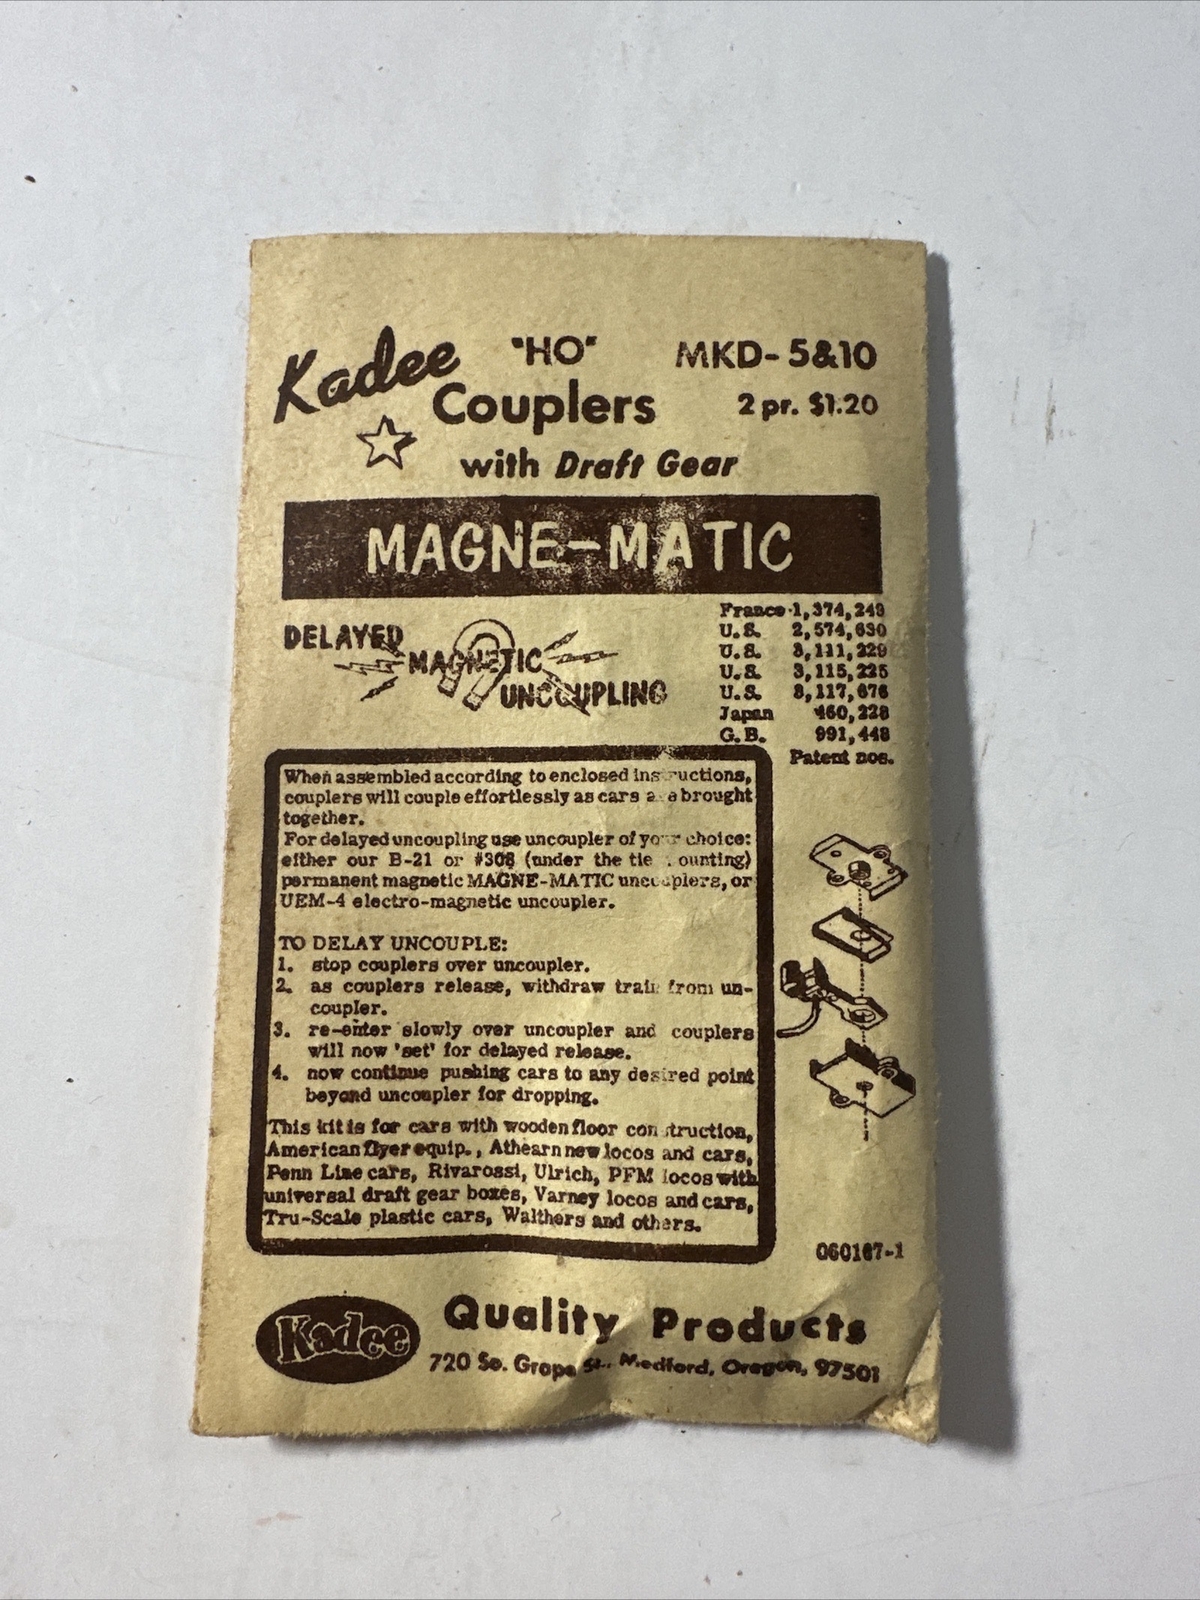 Kadee "HO" MKD-5&10
Couplers 2 pr. $1.20
with Draft Gear
MAGNE-MATIC
DELAYED
MAGNETIC
UNCOUPLING
France 1,374,249
U.S. 2,574,630
U.S. 3,111,229
U.S. 3,115,225
U.S. 3,117,676
Japan 460,228
G.B. 991,448
Patent nos.
When assembled according to enclosed instructions,
couplers will couple effortlessly as cars are brought
together.
For delayed uncoupling use uncoupler of your choice:
either our B-21 or #308 (under the tie mounting)
permanent magnetic MAGNE-MATIC uncouplers, or
UEM-4 electro-magnetic uncoupler.
TO DELAY UNCOUPLE:
1. stop couplers over uncoupler.
2. as couplers release, withdraw train from un-
coupler.
3. re-enter slowly over uncoupler and couplers
will now 'set' for delayed release.
4. now continue pushing cars to any desired point
beyond uncoupler for dropping.
This kit is for cars with wooden floor construction,
American flyer equip., Athearn new locos and cars,
Penn Line cars, Rivarossi, Ulrich, PFM locos with
universal draft gear boxes, Varney locos and cars,
Tru-Scale plastic cars, Walthers and others.
060167-1
Kadee Quality Products
720 So. Grape St., Medford, Oregon, 97501